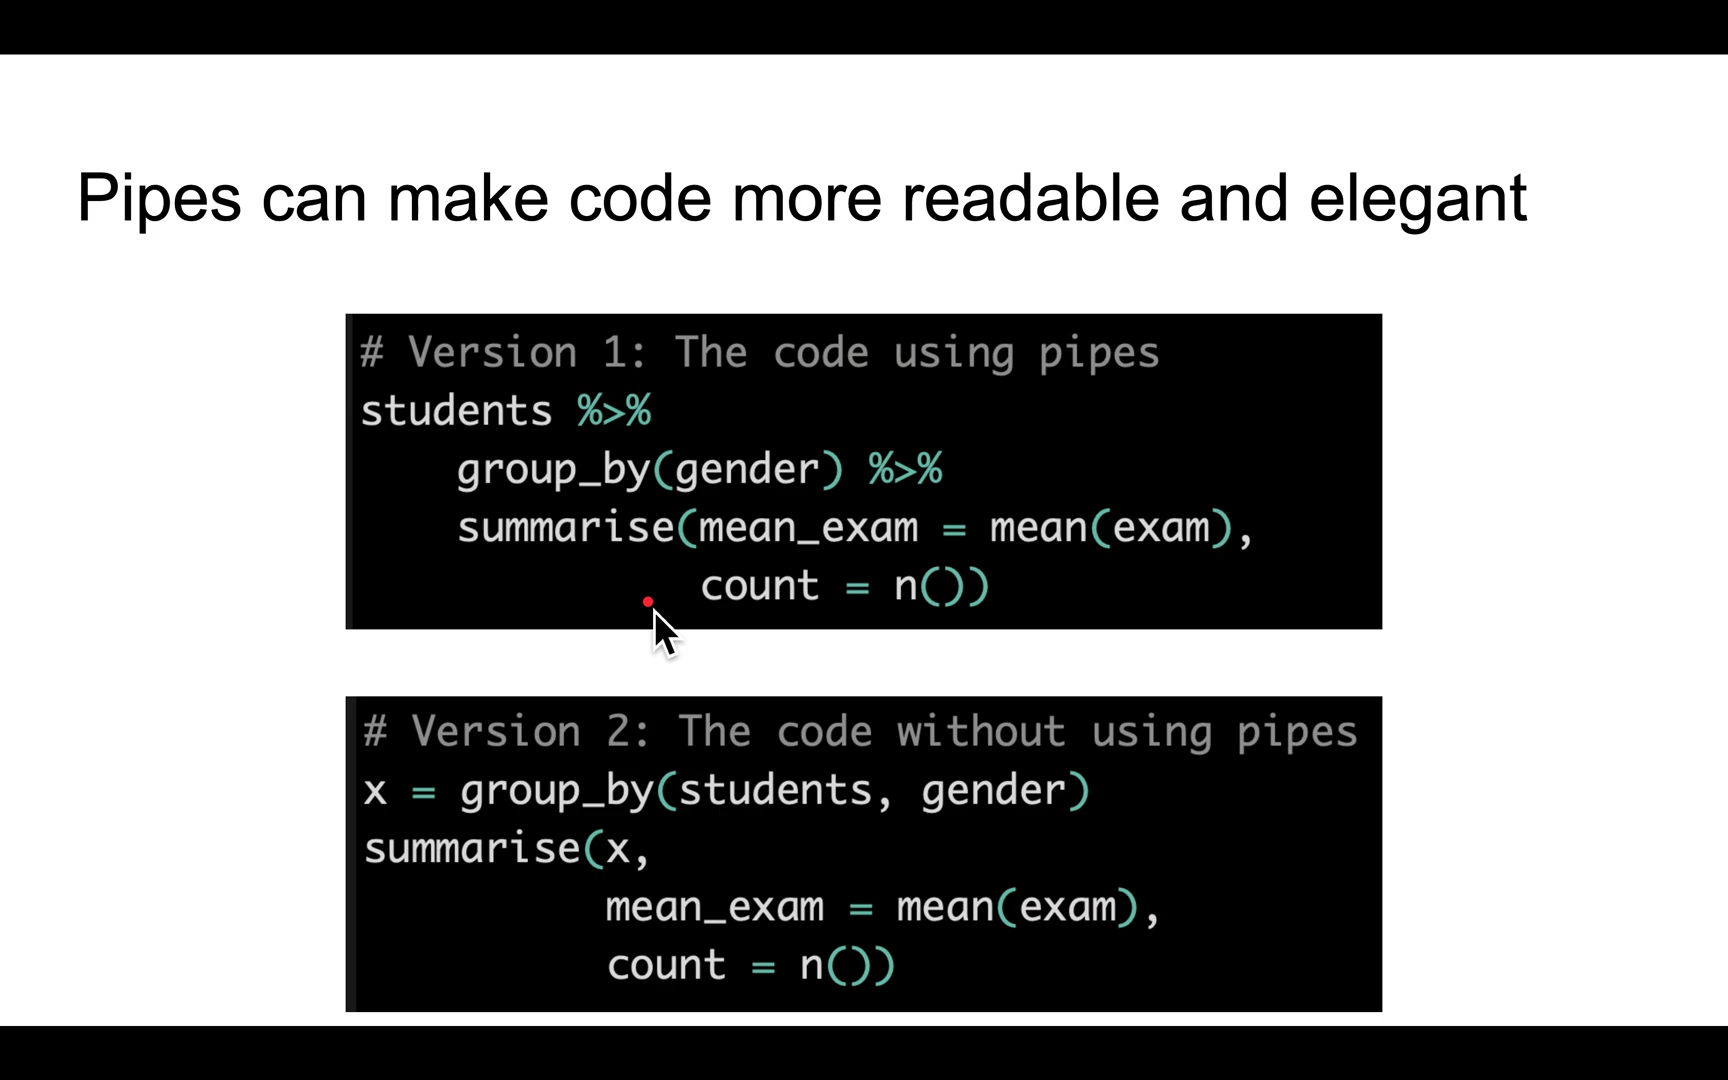 Pipes can make code more readable and elegant
# Version 1: The code using pipes
students %>%
    group_by(gender) %>%
    summarise(mean_exam = mean(exam),
              count = n())
# Version 2: The code without using pipes
x = group_by(students, gender)
summarise(x,
          mean_exam = mean(exam),
          count = n())